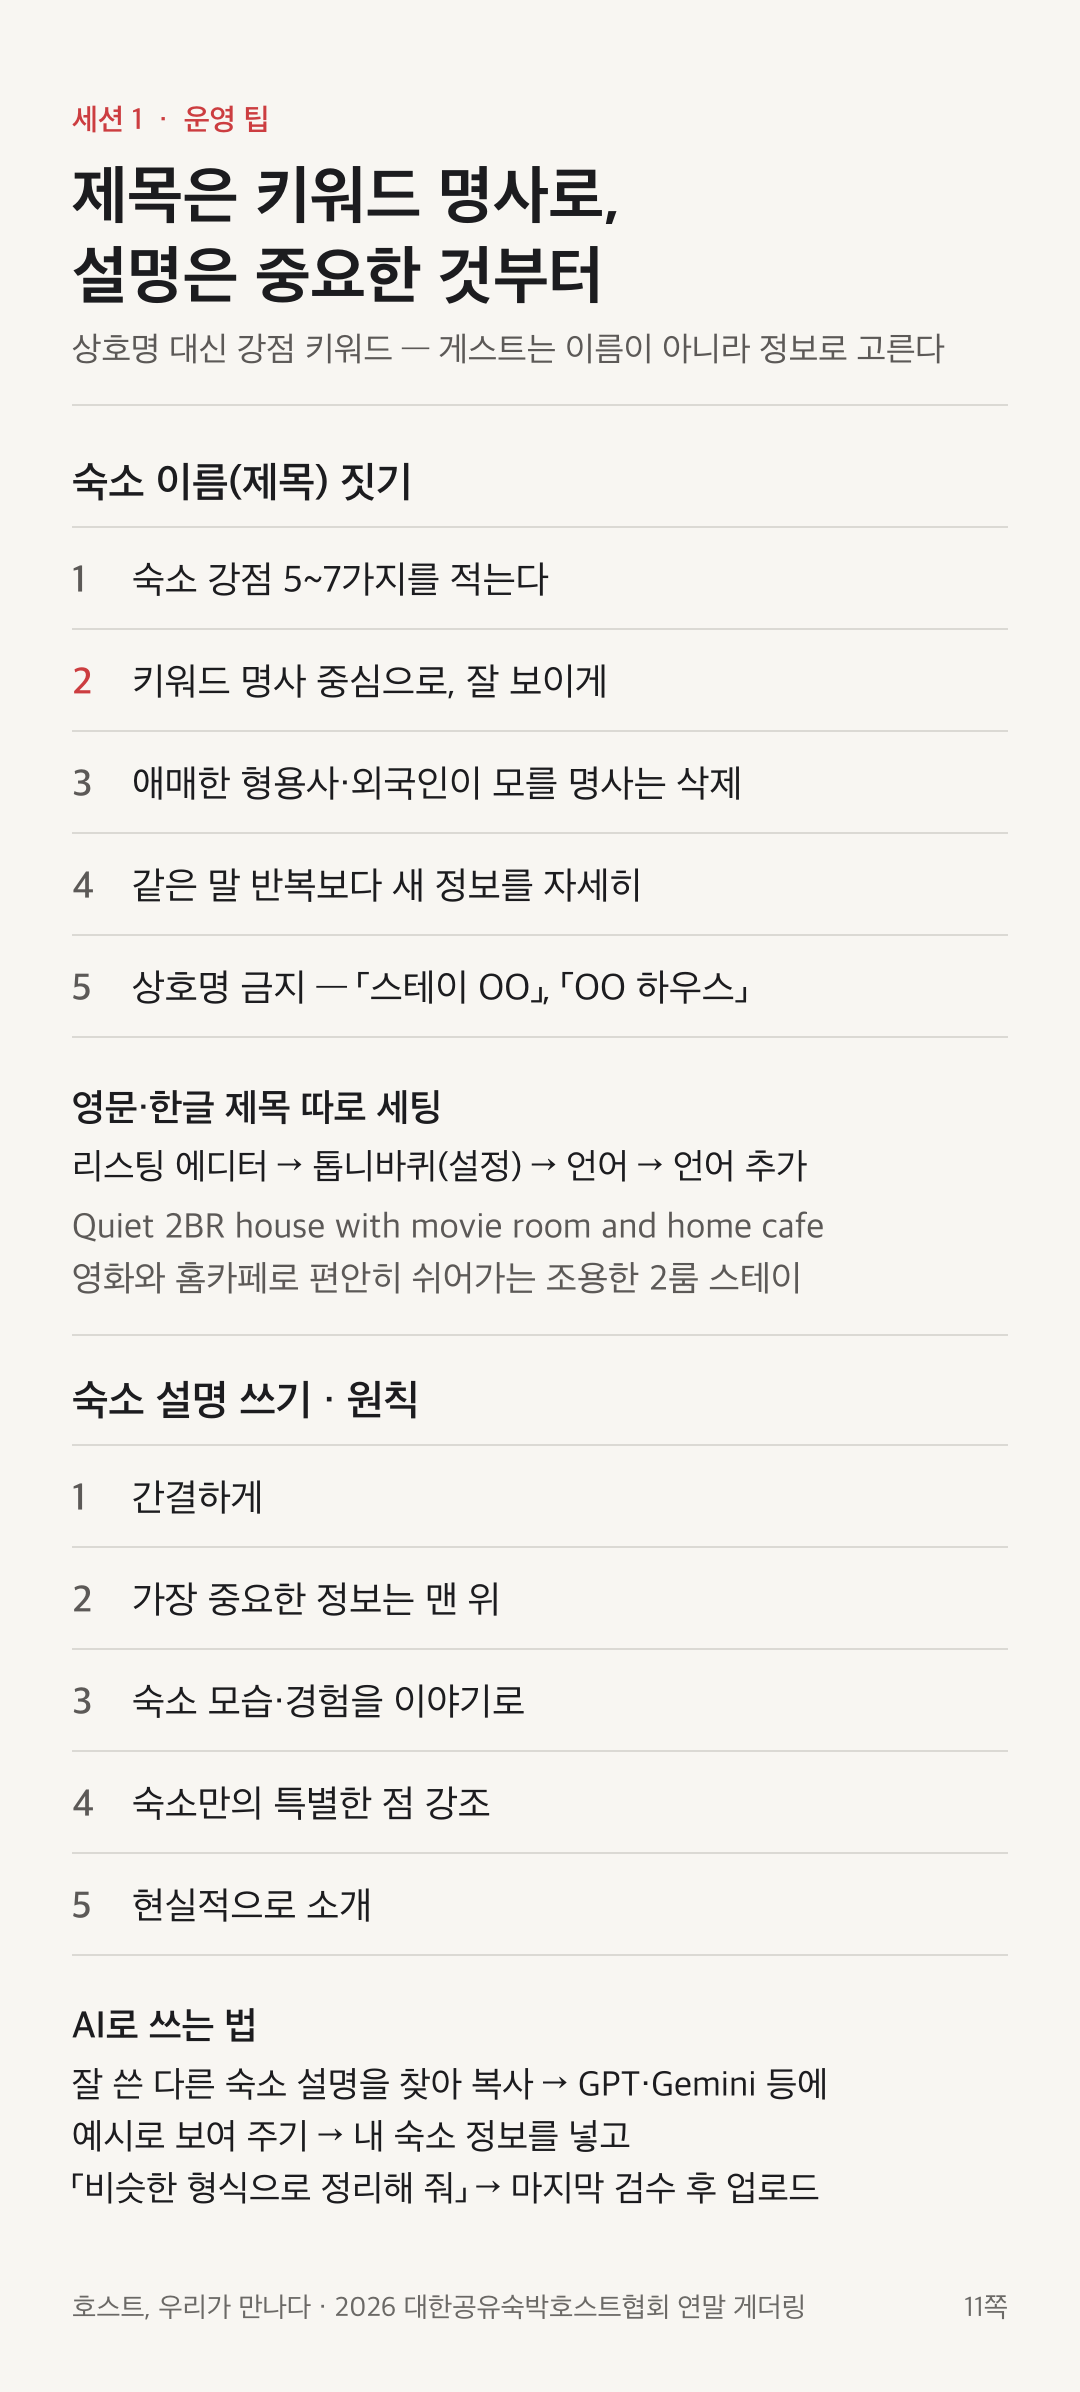 세션 1 · 운영 팁
제목은 키워드 명사로,
설명은 중요한 것부터
상호명 대신 강점 키워드 — 게스트는 이름이 아니라 정보로 고른다
숙소 이름(제목) 짓기
1 숙소 강점 5~7가지를 적는다
2 키워드 명사 중심으로, 잘 보이게
3 애매한 형용사·외국인이 모를 명사는 삭제
4 같은 말 반복보다 새 정보를 자세히
5 상호명 금지 —「스테이 OO」,「OO 하우스」
영문·한글 제목 따로 세팅
리스팅 에디터 → 톱니바퀴(설정) → 언어 → 언어 추가
Quiet 2BR house with movie room and home cafe
영화와 홈카페로 편안히 쉬어가는 조용한 2룸 스테이
숙소 설명 쓰기 · 원칙
1 간결하게
2 가장 중요한 정보는 맨 위
3 숙소 모습·경험을 이야기로
4 숙소만의 특별한 점 강조
5 현실적으로 소개
AI로 쓰는 법
잘 쓴 다른 숙소 설명을 찾아 복사 → GPT·Gemini 등에
예시로 보여 주기 → 내 숙소 정보를 넣고
「비슷한 형식으로 정리해 줘」→ 마지막 검수 후 업로드
호스트, 우리가 만나다 · 2026 대한공유숙박호스트협회 연말 게더링 11쪽